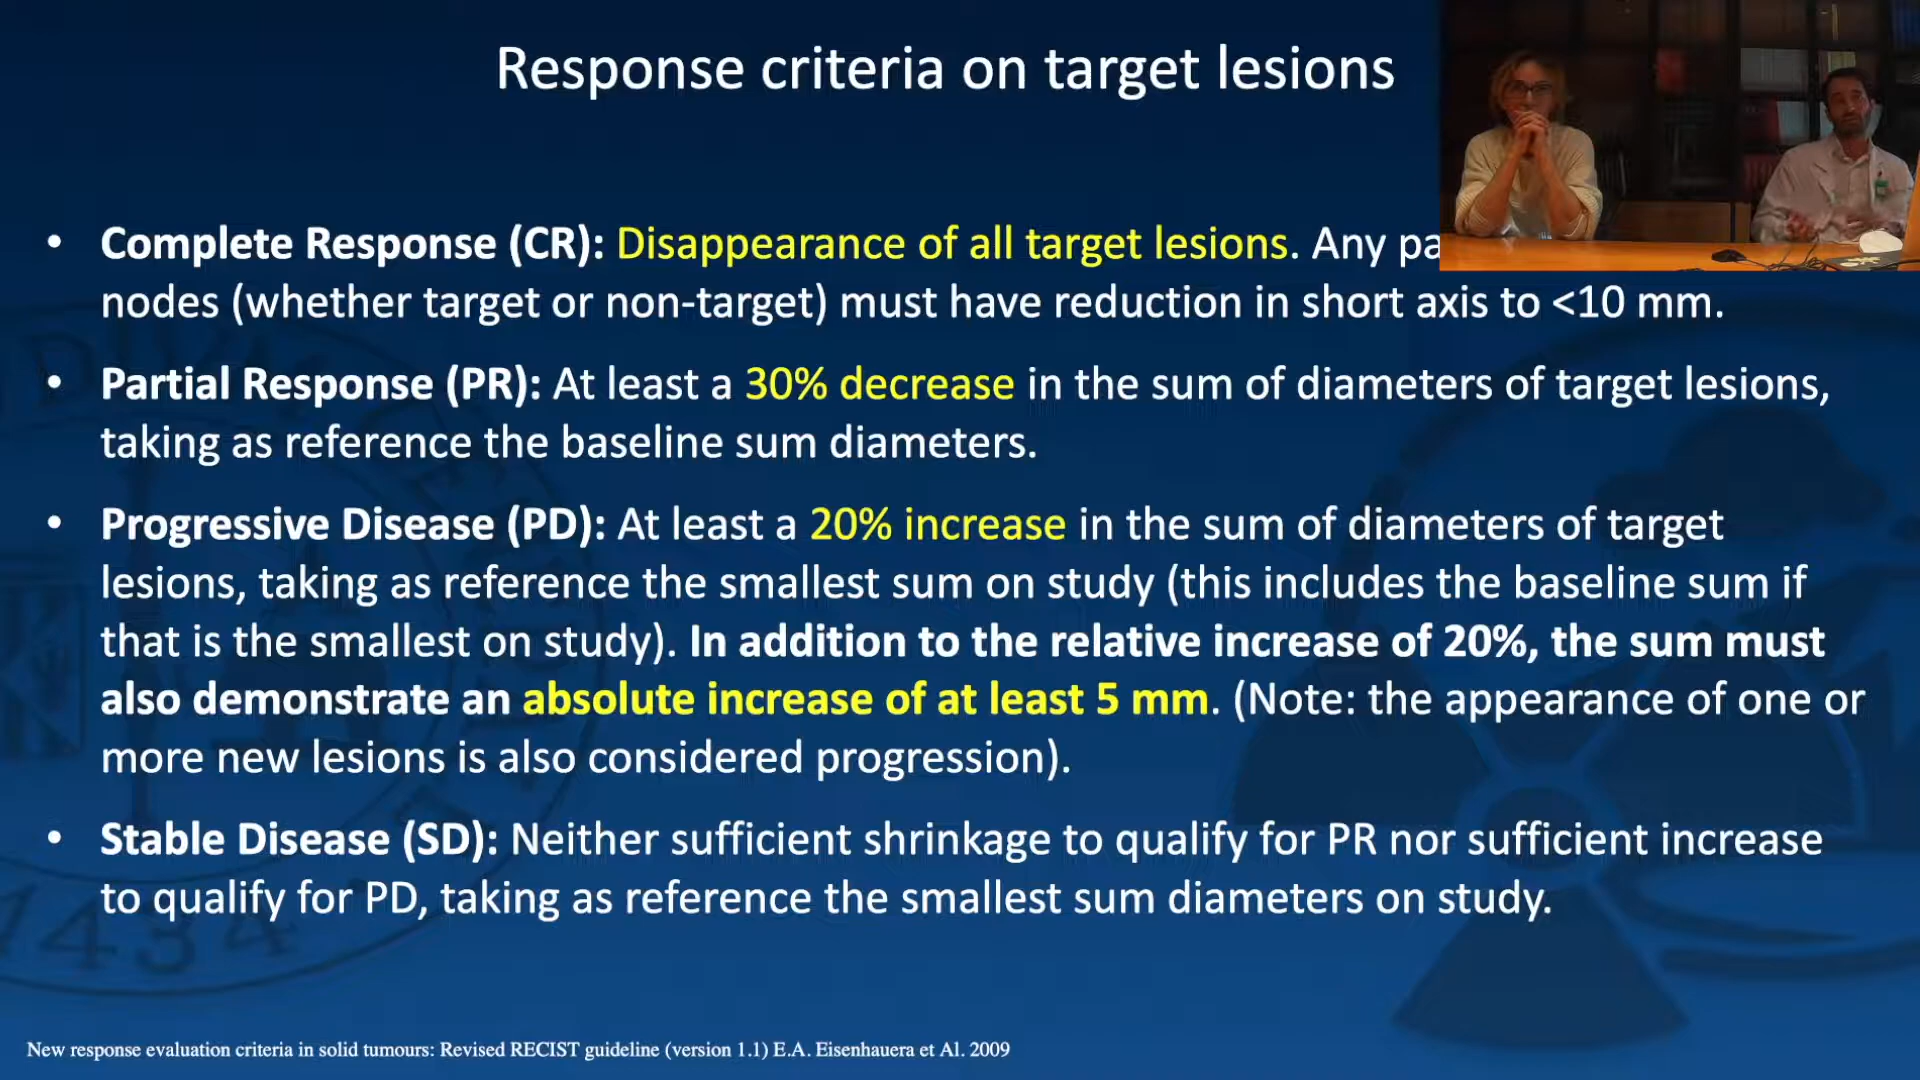 Response criteria on target lesions
• Complete Response (CR): Disappearance of all target lesions. Any
nodes (whether target or non-target) must have reduction in short axis to <10 mm.
• Partial Response (PR): At least a 30% decrease in the sum of diameters of target lesions,
taking as reference the baseline sum diameters.
• Progressive Disease (PD): At least a 20% increase in the sum of diameters of target
lesions, taking as reference the smallest sum on study (this includes the baseline sum if
that is the smallest on study). In addition to the relative increase of 20%, the sum must
also demonstrate an absolute increase of at least 5 mm. (Note: the appearance of one or
more new lesions is also considered progression).
• Stable Disease (SD): Neither sufficient shrinkage to qualify for PR nor sufficient increase
to qualify for PD, taking as reference the smallest sum diameters on study.
1434
New response evaluation criteria in solid tumours: Revised RECIST guideline (version 1.1) E.A. Eisenhauera et Al. 2009